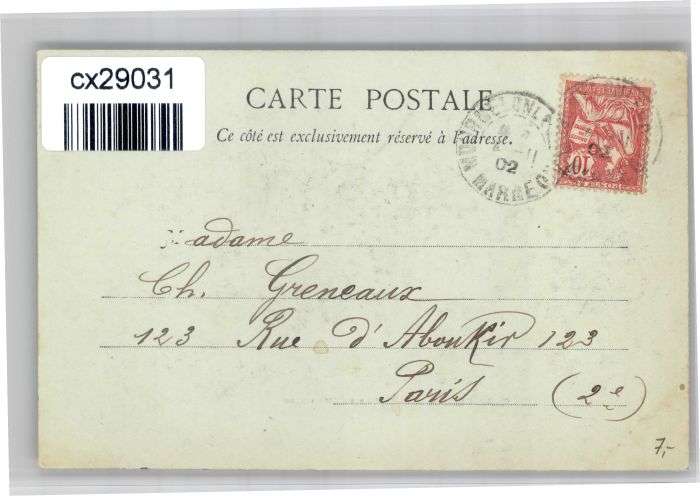 cx29031
CARTE POSTALE
Ce côté est exclusivement réservé à l'adresse.
02
MARNE
10
Madame
Ch. Greneaux
123 Rue d'Aboukir 123
Paris (2e)
7,-